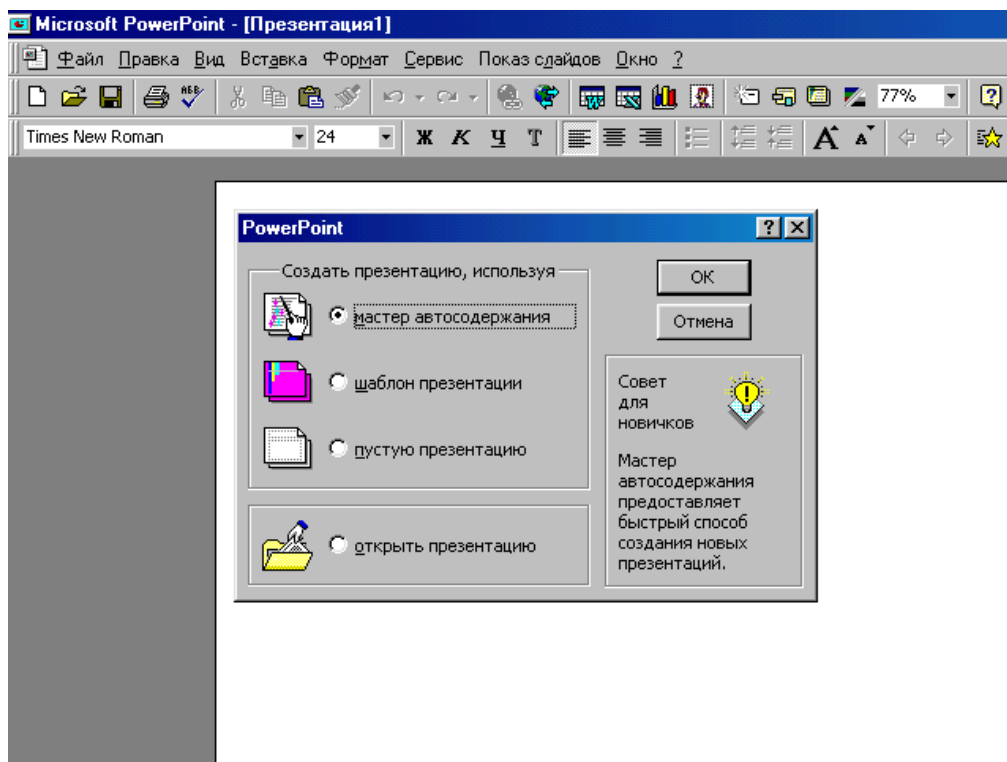 Microsoft PowerPoint - [Презентация1]
Файл Правка Вид Вставка Формат Сервис Показ слайдов Окно ?
77%
Times New Roman 24 Ж К Ч Т
PowerPoint
Создать презентацию, используя
мастер автосодержания
шаблон презентации
пустую презентацию
открыть презентацию
ОК
Отмена
Совет
для
новичков
Мастер
автосодержания
предоставляет
быстрый способ
создания новых
презентаций.